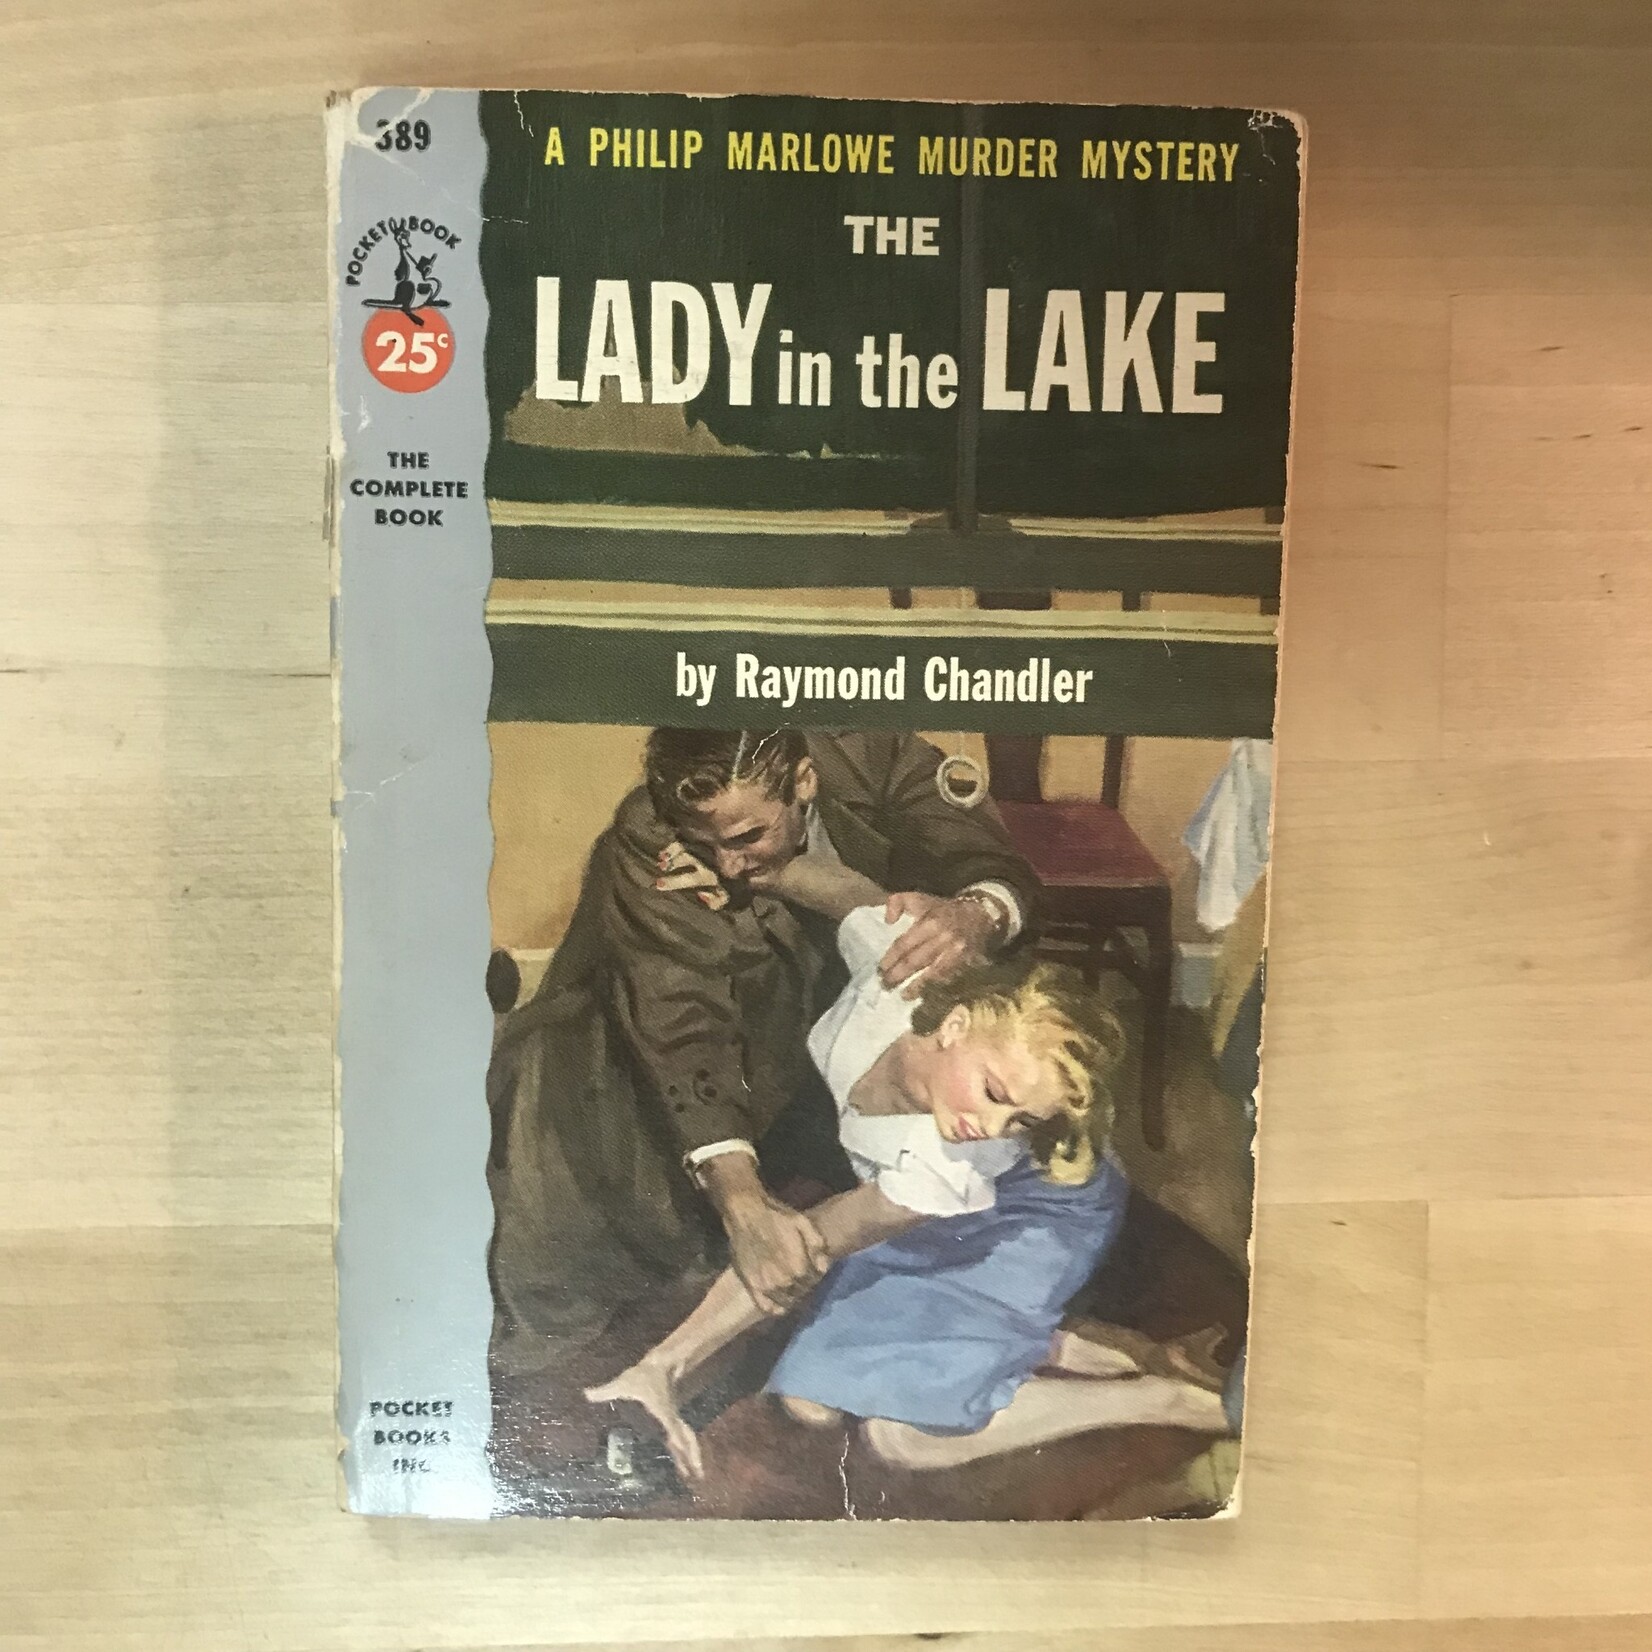 389
POCKET BOOK
25c
THE
COMPLETE
BOOK
POCKET
BOOKS
INC.
A PHILIP MARLOWE MURDER MYSTERY
THE
LADY in the LAKE
by Raymond Chandler